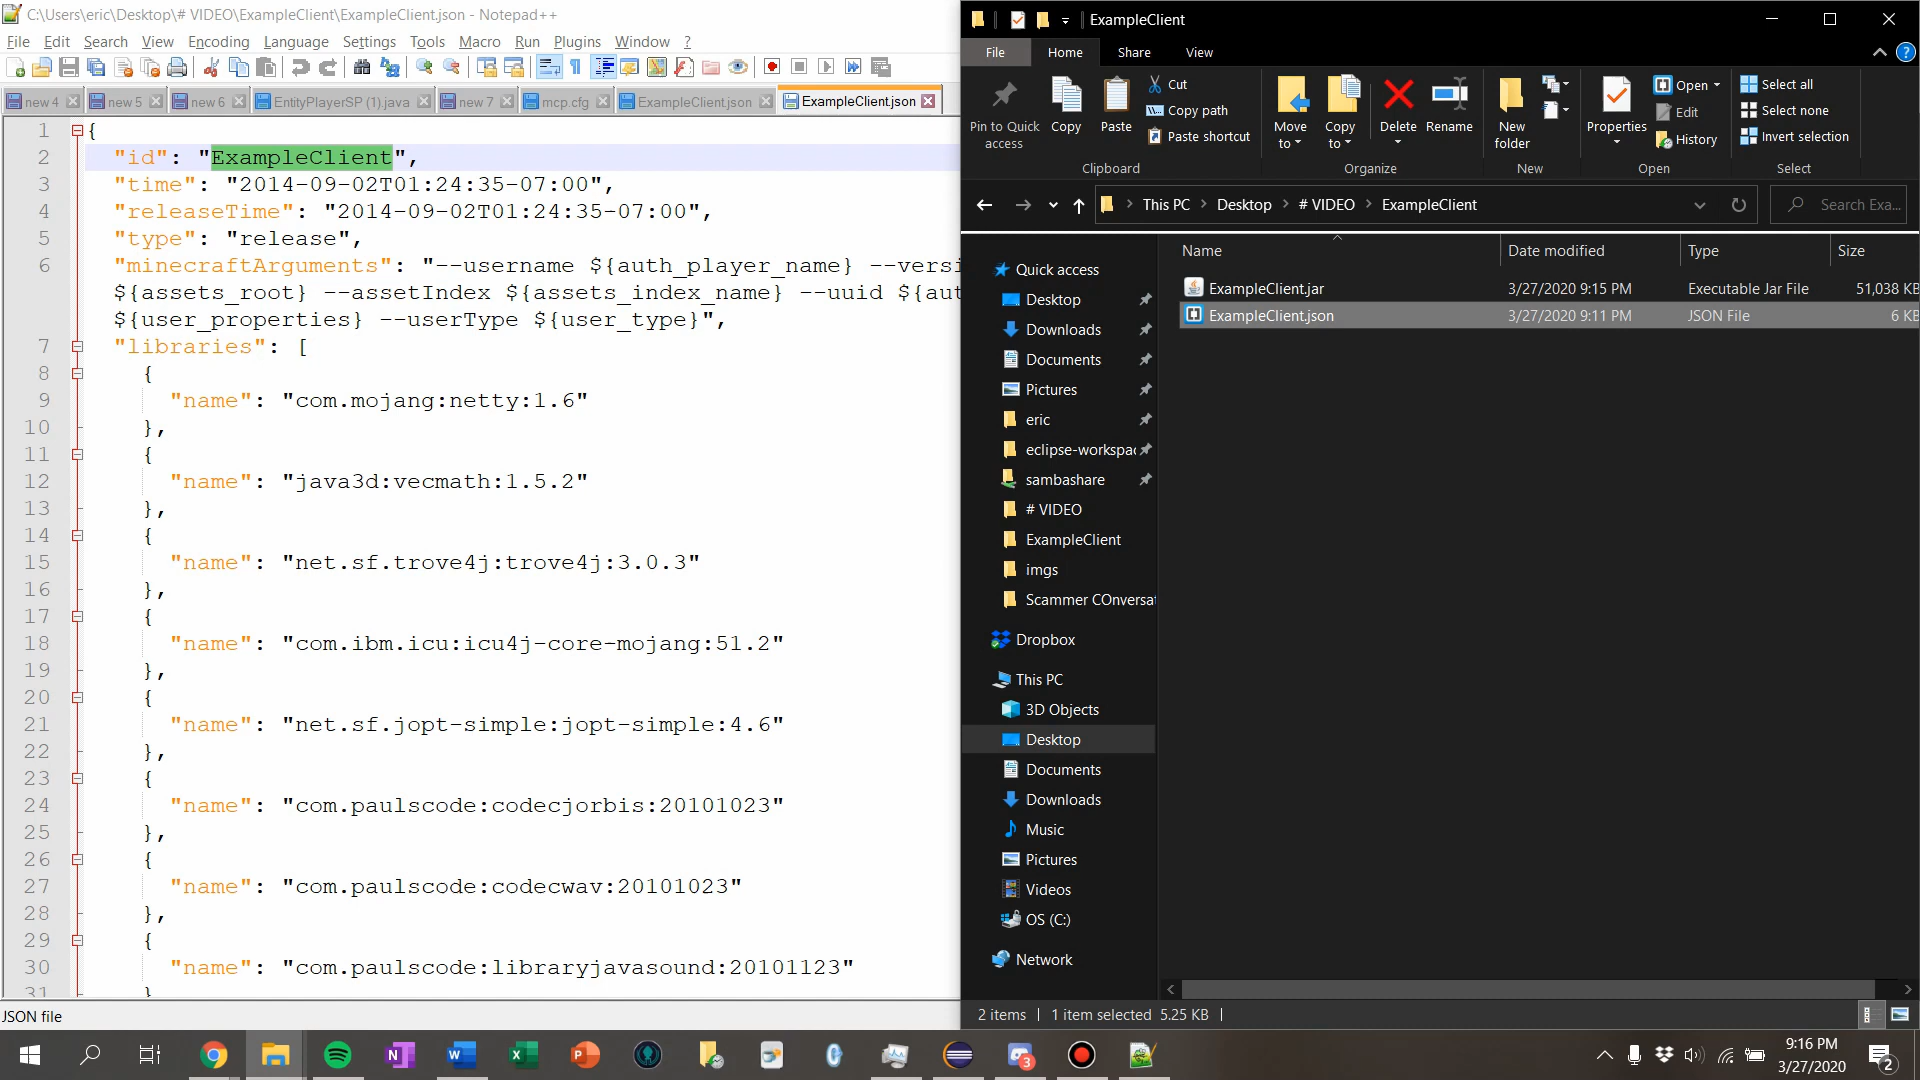 C:\Users\eric\Desktop\# VIDEO\ExampleClient\ExampleClient.json - Notepad++
File Edit Search View Encoding Language Settings Tools Macro Run Plugins Window ?
new 4 new 5 new 6 EntityPlayerSP (1).java new 7 mcp.cfg ExampleClient.json ExampleClient.json
1 {
2 "id": "ExampleClient",
3 "time": "2014-09-02T01:24:35-07:00",
4 "releaseTime": "2014-09-02T01:24:35-07:00",
5 "type": "release",
6 "minecraftArguments": "--username ${auth_player_name} --versi
${assets_root} --assetIndex ${assets_index_name} --uuid ${aut
${user_properties} --userType ${user_type}",
7 "libraries": [
8 {
9 "name": "com.mojang:netty:1.6"
10 },
11 {
12 "name": "java3d:vecmath:1.5.2"
13 },
14 {
15 "name": "net.sf.trove4j:trove4j:3.0.3"
16 },
17 {
18 "name": "com.ibm.icu:icu4j-core-mojang:51.2"
19 },
20 {
21 "name": "net.sf.jopt-simple:jopt-simple:4.6"
22 },
23 {
24 "name": "com.paulscode:codecjorbis:20101023"
25 },
26 {
27 "name": "com.paulscode:codecwav:20101023"
28 },
29 {
30 "name": "com.paulscode:libraryjavasound:20101123"
31 }
JSON file
ExampleClient
File Home Share View
Pin to Quick access
Copy
Paste
Cut
Copy path
Paste shortcut
Clipboard
Move to
Copy to
Delete
Rename
Organize
New folder
New
Properties
Open
Edit
History
Open
Select all
Select none
Invert selection
Select
This PC Desktop # VIDEO ExampleClient
Search Exa...
Name Date modified Type Size
ExampleClient.jar 3/27/2020 9:15 PM Executable Jar File 51,038 KB
ExampleClient.json 3/27/2020 9:11 PM JSON File 6 KB
Quick access
Desktop
Downloads
Documents
Pictures
eric
eclipse-workspac
sambashare
# VIDEO
ExampleClient
imgs
Scammer COnversat
Dropbox
This PC
3D Objects
Desktop
Documents
Downloads
Music
Pictures
Videos
OS (C:)
Network
2 items 1 item selected 5.25 KB
9:16 PM
3/27/2020
3
2